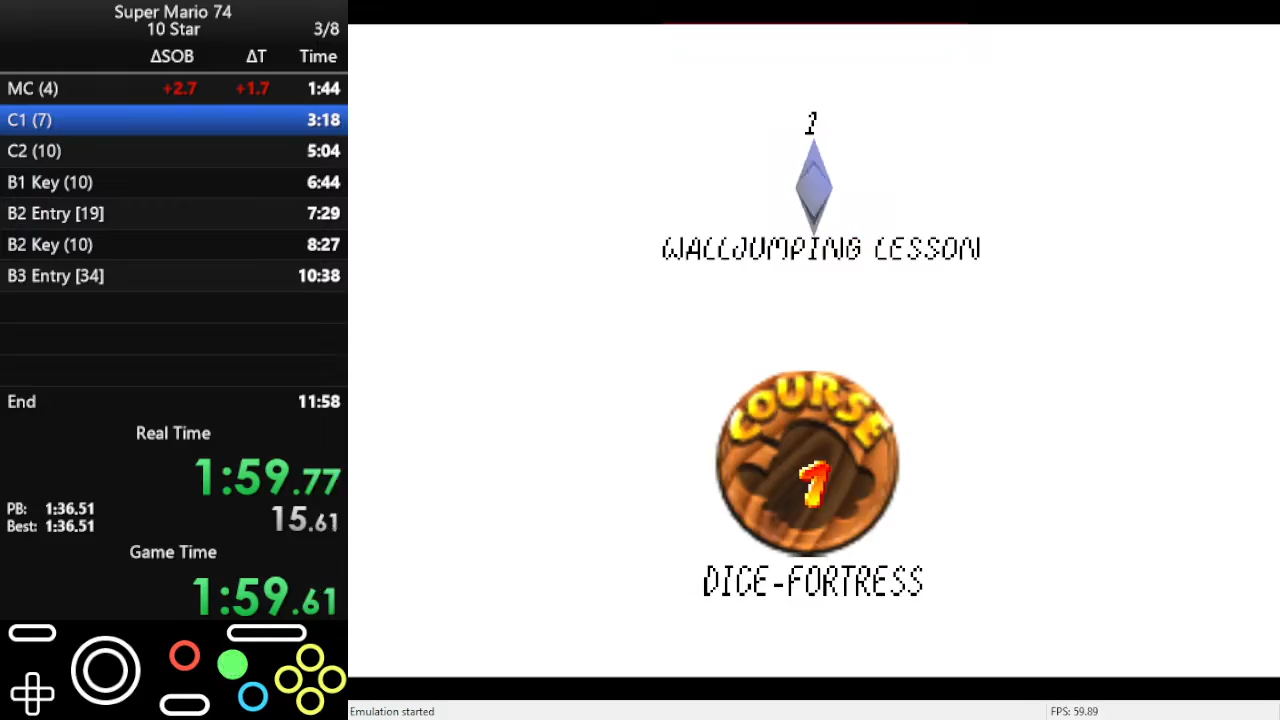 Super Mario 74
10 Star 3/8
ΔSOB ΔT Time
MC (4) +2.7 +1.7 1:44
C1 (7) 3:18
C2 (10) 5:04
B1 Key (10) 6:44
B2 Entry [19] 7:29
B2 Key (10) 8:27
B3 Entry [34] 10:38
End 11:58
Real Time
1:59.77
PB: 1:36.51
Best: 1:36.51
15.61
Game Time
1:59.61
1
WALLJUMPING LESSON
COURSE
1
DICE-FORTRESS
Emulation started FPS: 59.89